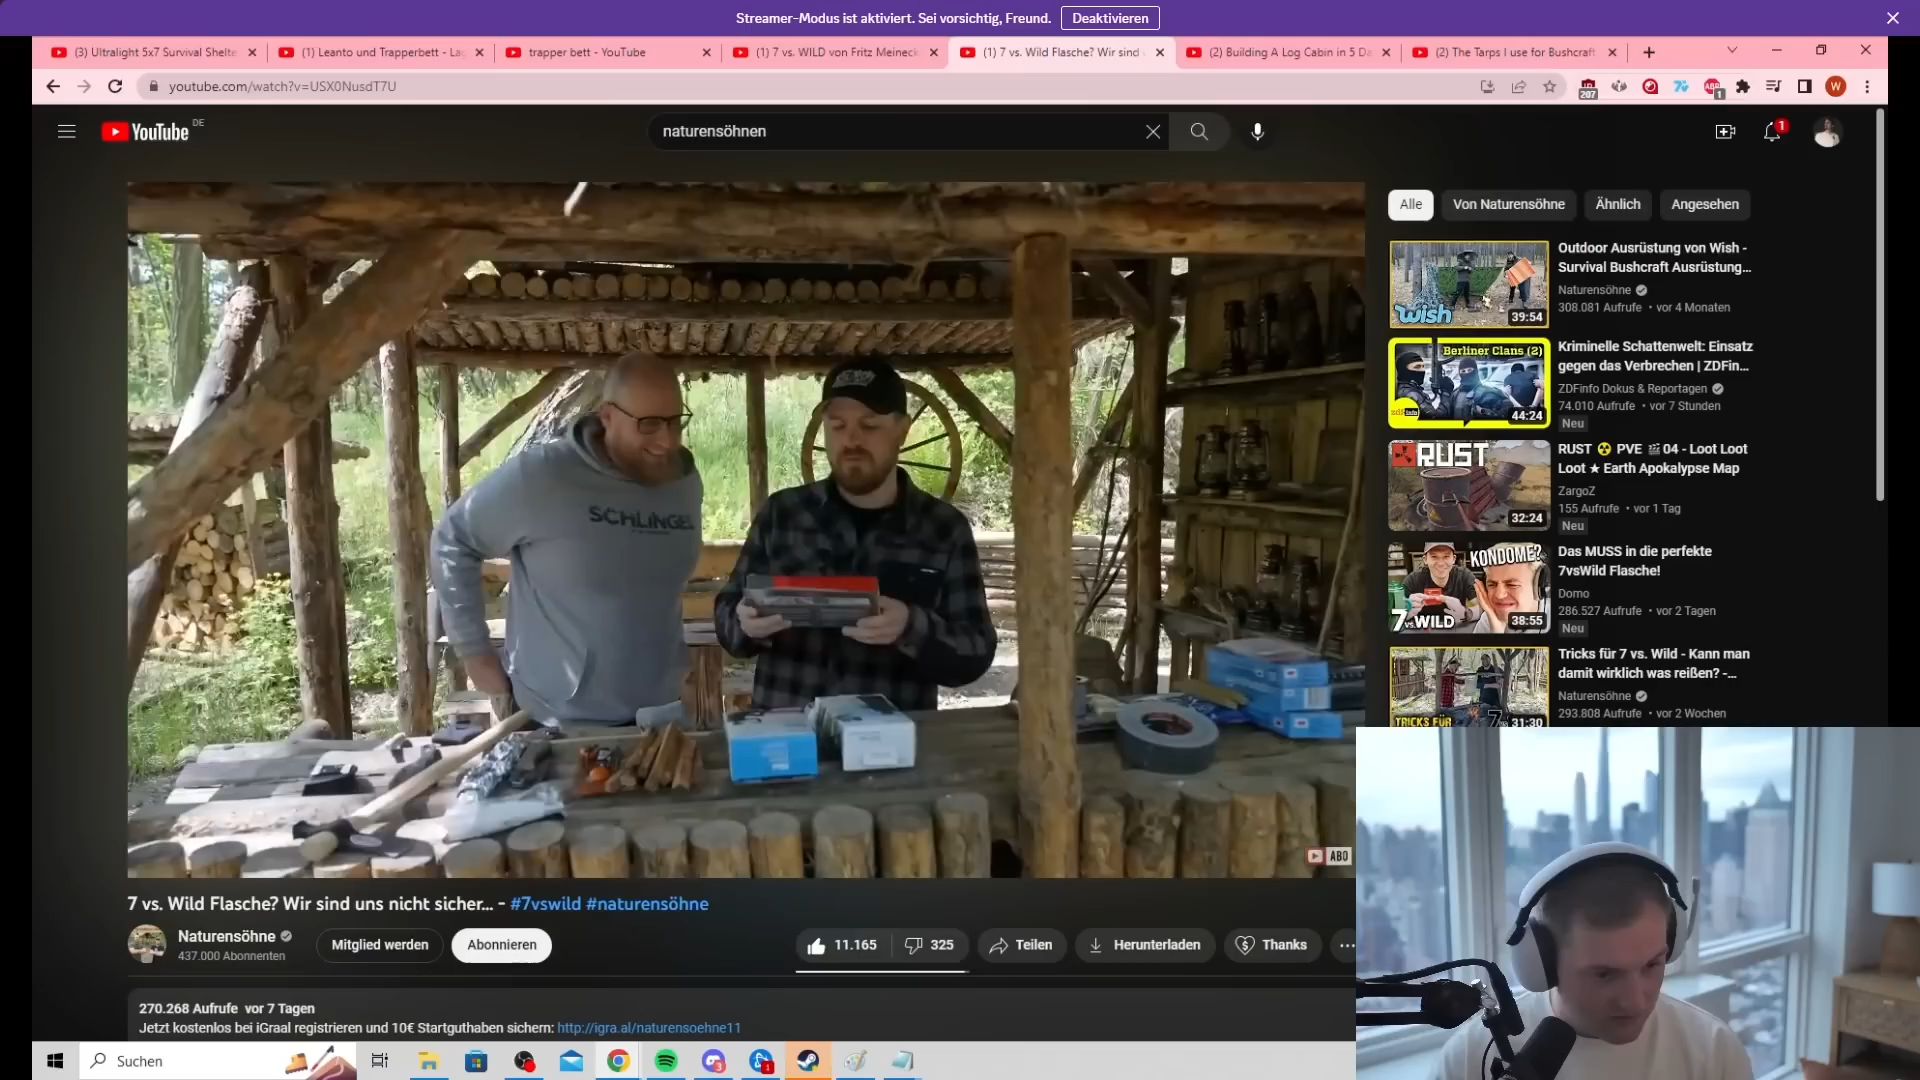 Streamer-Modus ist aktiviert. Sei vorsichtig, Freund. Deaktivieren
(3) Ultralight 5x7 Survival Shelte
(1) Leanto und Trapperbett - Lag
trapper bett - YouTube
(1) 7 vs. WILD von Fritz Meineck
(1) 7 vs. Wild Flasche? Wir sind
(2) Building A Log Cabin in 5 Da
(2) The Tarps I use for Bushcraft
youtube.com/watch?v=USX0NusdT7U
207
1
W
YouTube DE
naturensöhnen
1
Alle
Von Naturensöhne
Ähnlich
Angesehen
SCHLINGEL
ABO
wish
39:54
Outdoor Ausrüstung von Wish -
Survival Bushcraft Ausrüstung...
Naturensöhne
308.081 Aufrufe • vor 4 Monaten
Berliner Clans (2)
44:24
Kriminelle Schattenwelt: Einsatz
gegen das Verbrechen | ZDFin...
ZDFinfo Dokus & Reportagen
74.010 Aufrufe • vor 7 Stunden
Neu
RUST
32:24
RUST ☢ PVE 🎬 04 - Loot Loot
Loot ★ Earth Apokalypse Map
ZargoZ
155 Aufrufe • vor 1 Tag
Neu
KONDOME?
7 vs. WILD
38:55
Das MUSS in die perfekte
7vsWild Flasche!
Domo
286.527 Aufrufe • vor 2 Tagen
Neu
TRICKS FÜR 7
31:30
Tricks für 7 vs. Wild - Kann man
damit wirklich was reißen? -...
Naturensöhne
293.808 Aufrufe • vor 2 Wochen
7 vs. Wild Flasche? Wir sind uns nicht sicher... - #7vswild #naturensöhne
Naturensöhne
437.000 Abonnenten
Mitglied werden
Abonnieren
11.165
325
Teilen
Herunterladen
Thanks
270.268 Aufrufe vor 7 Tagen
Jetzt kostenlos bei iGraal registrieren und 10€ Startguthaben sichern: http://igra.al/naturensoehne11
Suchen
3
1